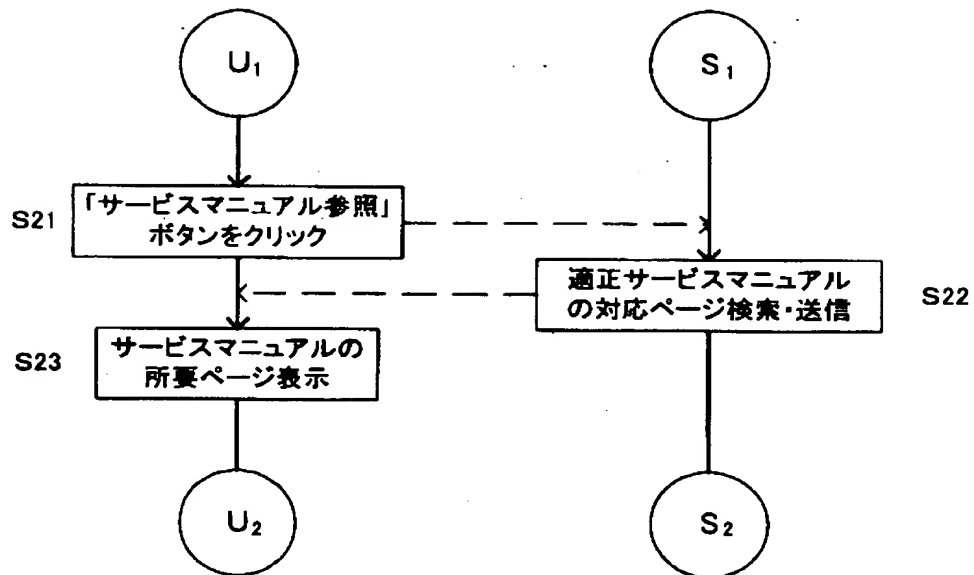 U₁
S₁
S21
「サービスマニュアル参照」
ボタンをクリック
適正サービスマニュアル
の対応ページ検索・送信
S22
S23
サービスマニュアルの
所要ページ表示
U₂
S₂